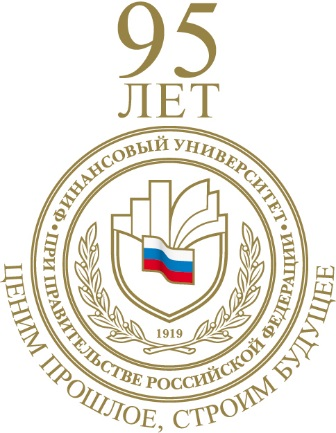 95
ЛЕТ
ФИНАНСОВЫЙ УНИВЕРСИТЕТ •
ПРИ ПРАВИТЕЛЬСТВЕ РОССИЙСКОЙ ФЕДЕРАЦИИ •
1919
ЦЕНИМ ПРОШЛОЕ, СТРОИМ БУДУЩЕЕ